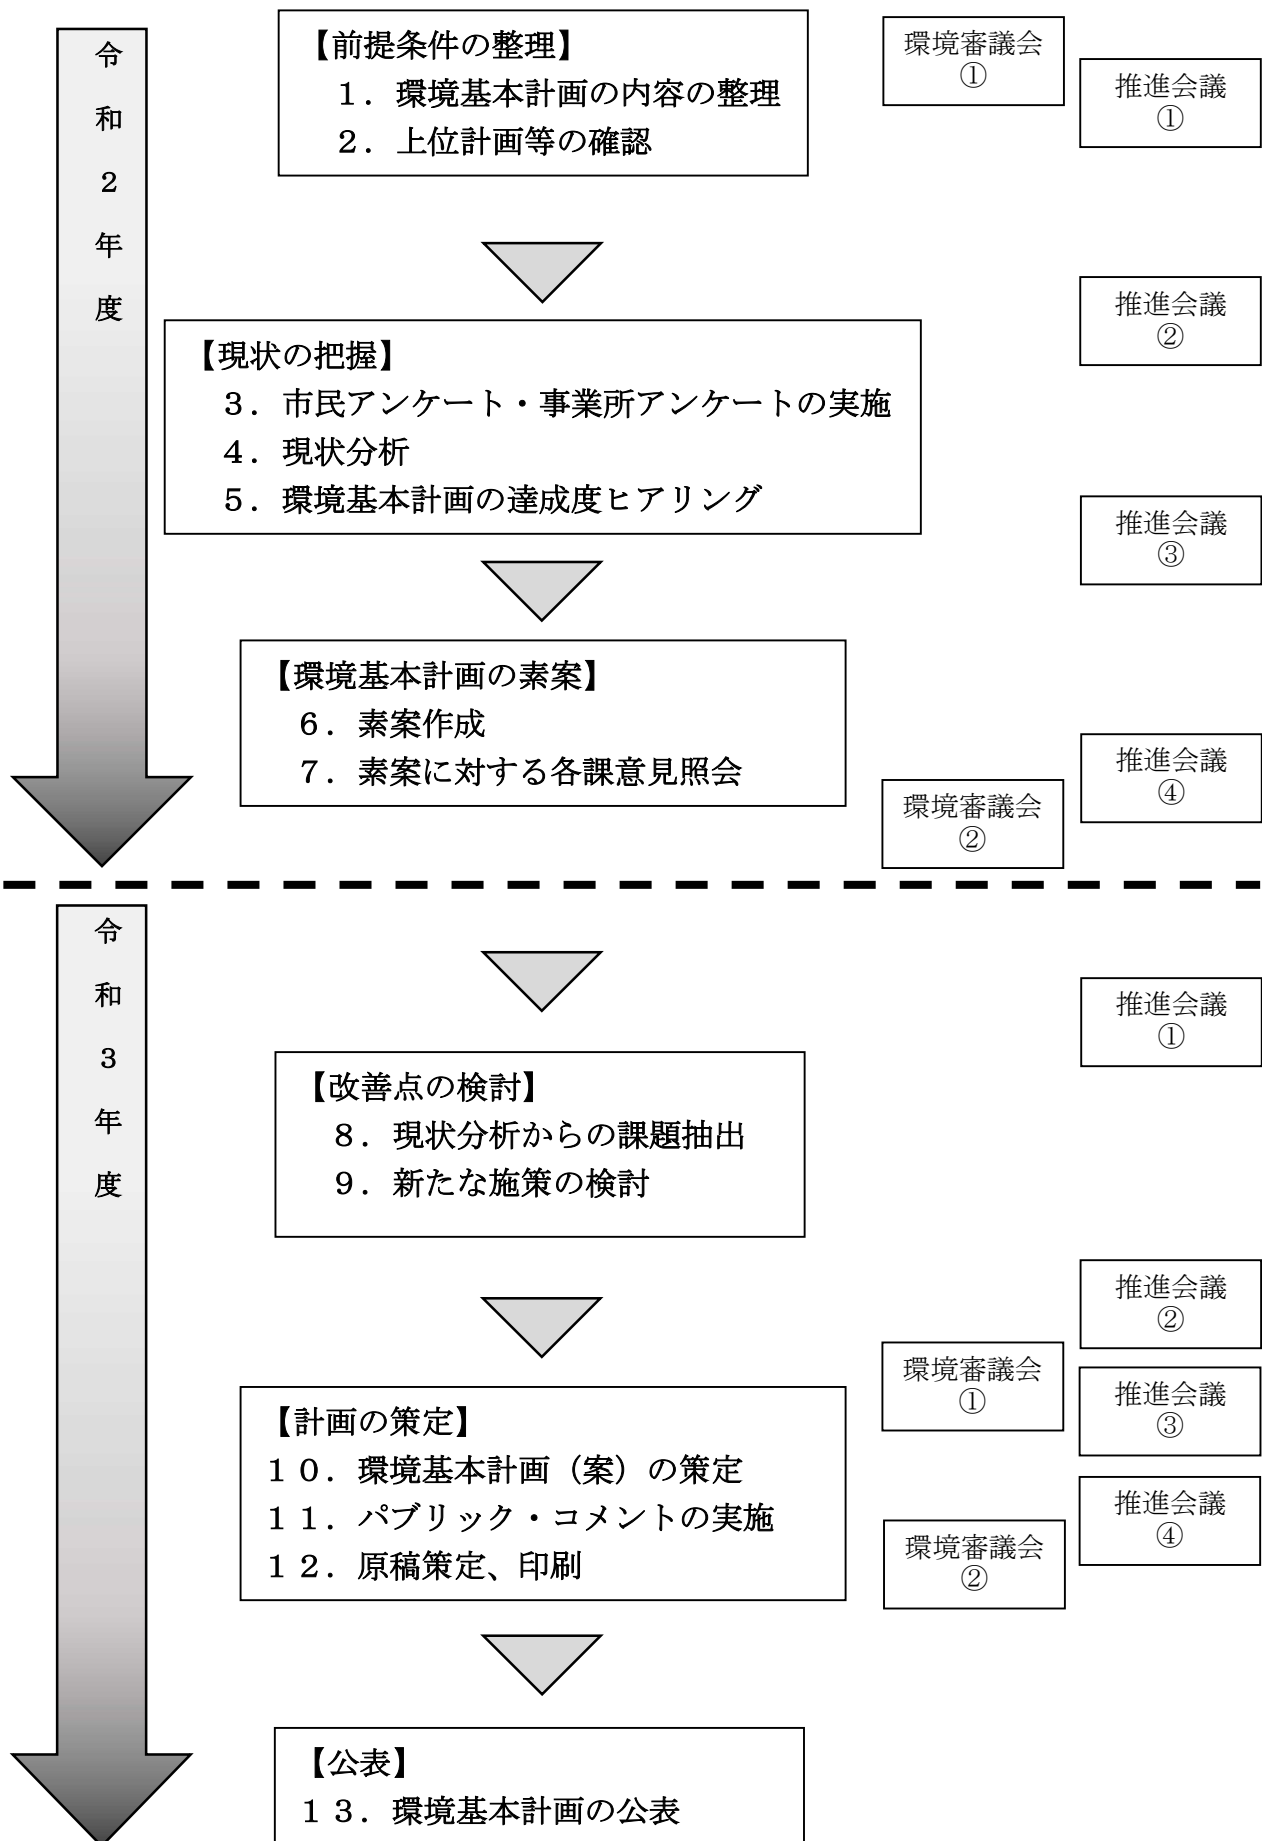 令和２年度
【前提条件の整理】
１．環境基本計画の内容の整理
２．上位計画等の確認
環境審議会
①
推進会議
①
推進会議
②
【現状の把握】
３．市民アンケート・事業所アンケートの実施
４．現状分析
５．環境基本計画の達成度ヒアリング
推進会議
③
【環境基本計画の素案】
６．素案作成
７．素案に対する各課意見照会
推進会議
④
環境審議会
②
令和３年度
推進会議
①
【改善点の検討】
８．現状分析からの課題抽出
９．新たな施策の検討
推進会議
②
環境審議会
①
推進会議
③
【計画の策定】
１０．環境基本計画（案）の策定
１１．パブリック・コメントの実施
１２．原稿策定、印刷
推進会議
④
環境審議会
②
【公表】
１３．環境基本計画の公表